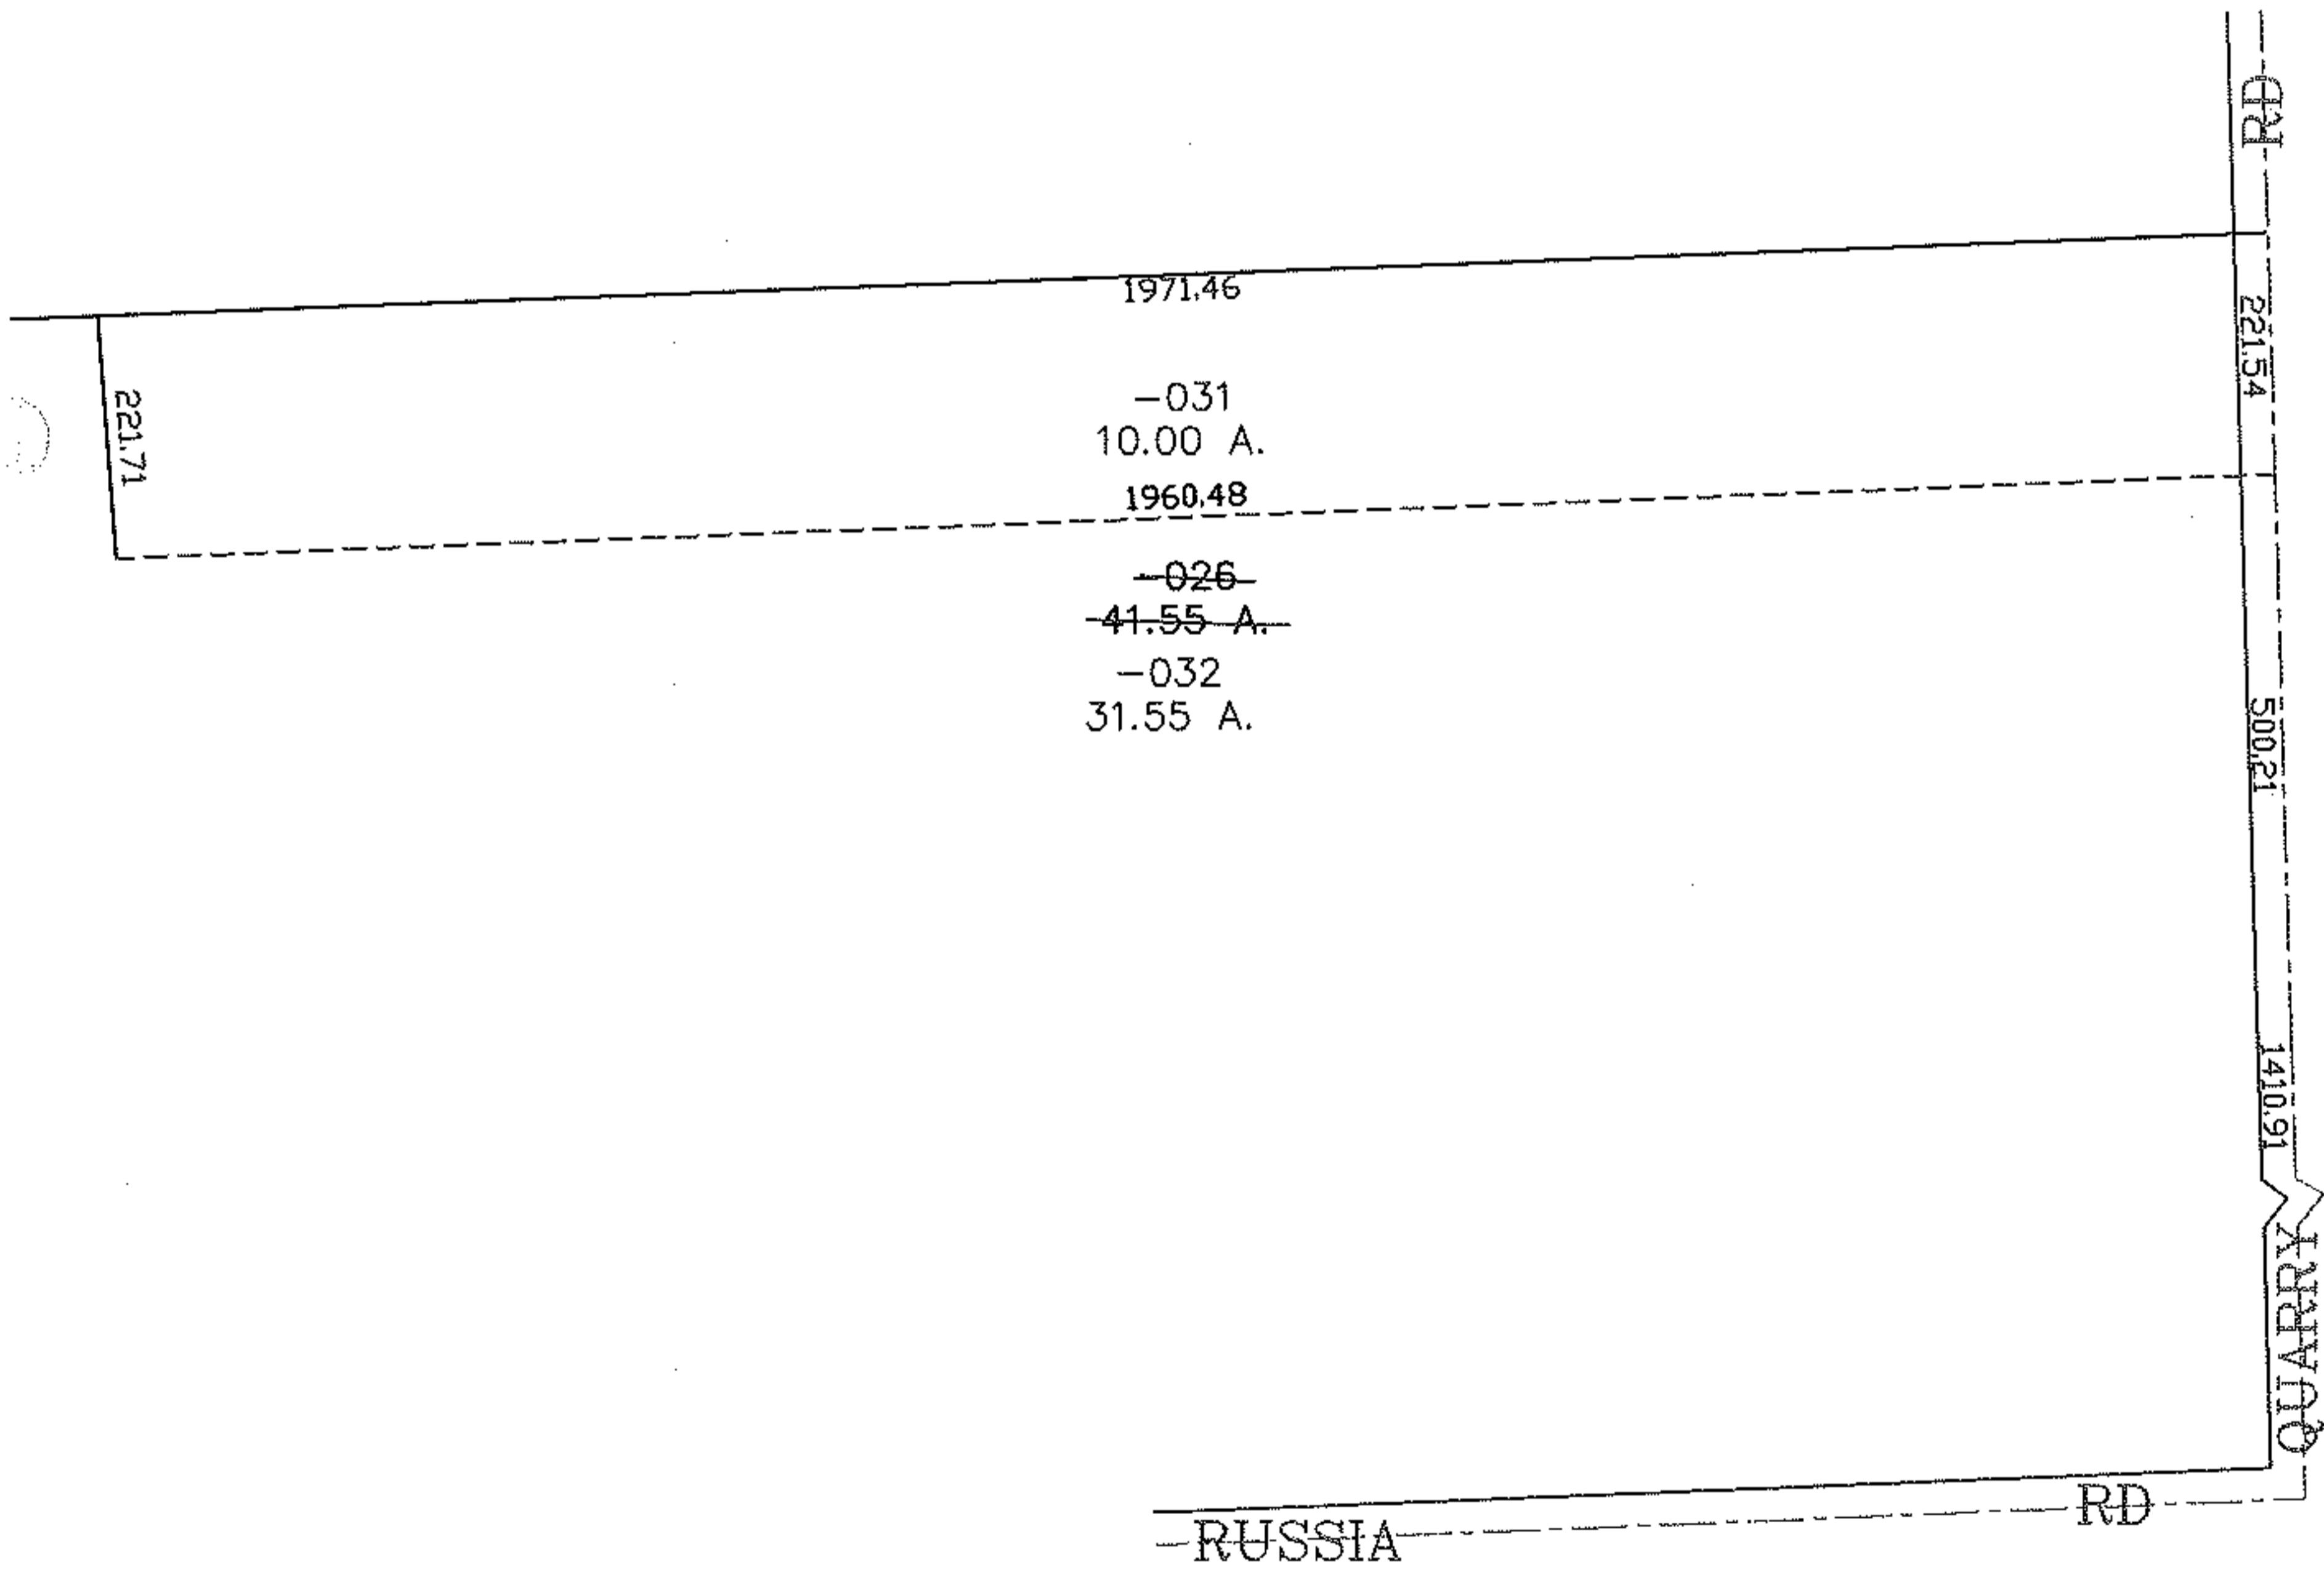 RD
1971.46
221.54
221.71
-031
10.00 A.
1960.48
-026
41.55 A.
-032
31.55 A.
500.21
1410.91
QUARRY
RD
RUSSIA